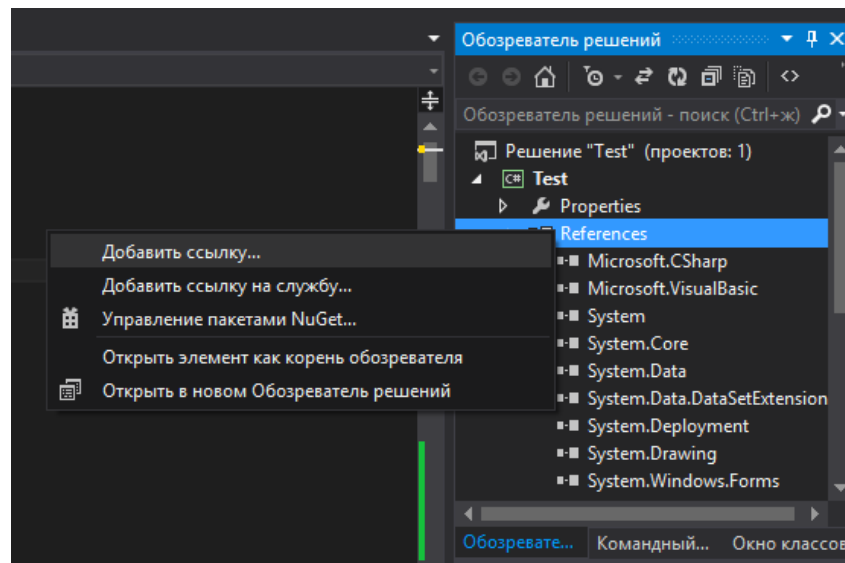 Обозреватель решений
Обозреватель решений - поиск (Ctrl+ж)
Решение "Test" (проектов: 1)
C# Test
Properties
References
Добавить ссылку...
Добавить ссылку на службу...
Управление пакетами NuGet...
Открыть элемент как корень обозревателя
Открыть в новом Обозреватель решений
Microsoft.CSharp
Microsoft.VisualBasic
System
System.Core
System.Data
System.Data.DataSetExtension
System.Deployment
System.Drawing
System.Windows.Forms
Обозревате... Командный... Окно классов